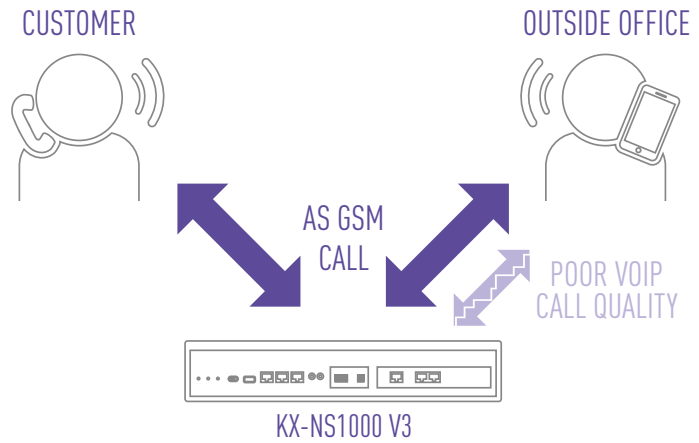 CUSTOMER
OUTSIDE OFFICE
AS GSM
CALL
POOR VOIP
CALL QUALITY
KX-NS1000 V3